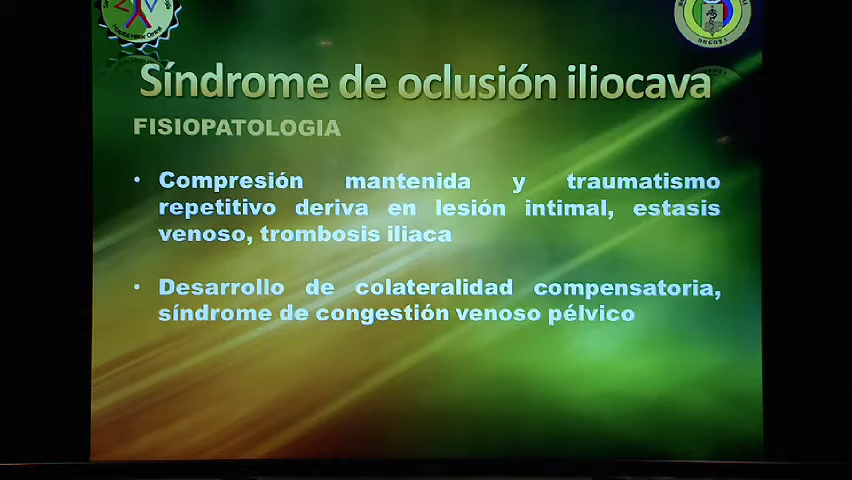 Síndrome de oclusión iliocava
FISIOPATOLOGIA
• Compresión mantenida y traumatismo
repetitivo deriva en lesión intimal, estasis
venoso, trombosis iliaca
• Desarrollo de colateralidad compensatoria,
síndrome de congestión venoso pélvico